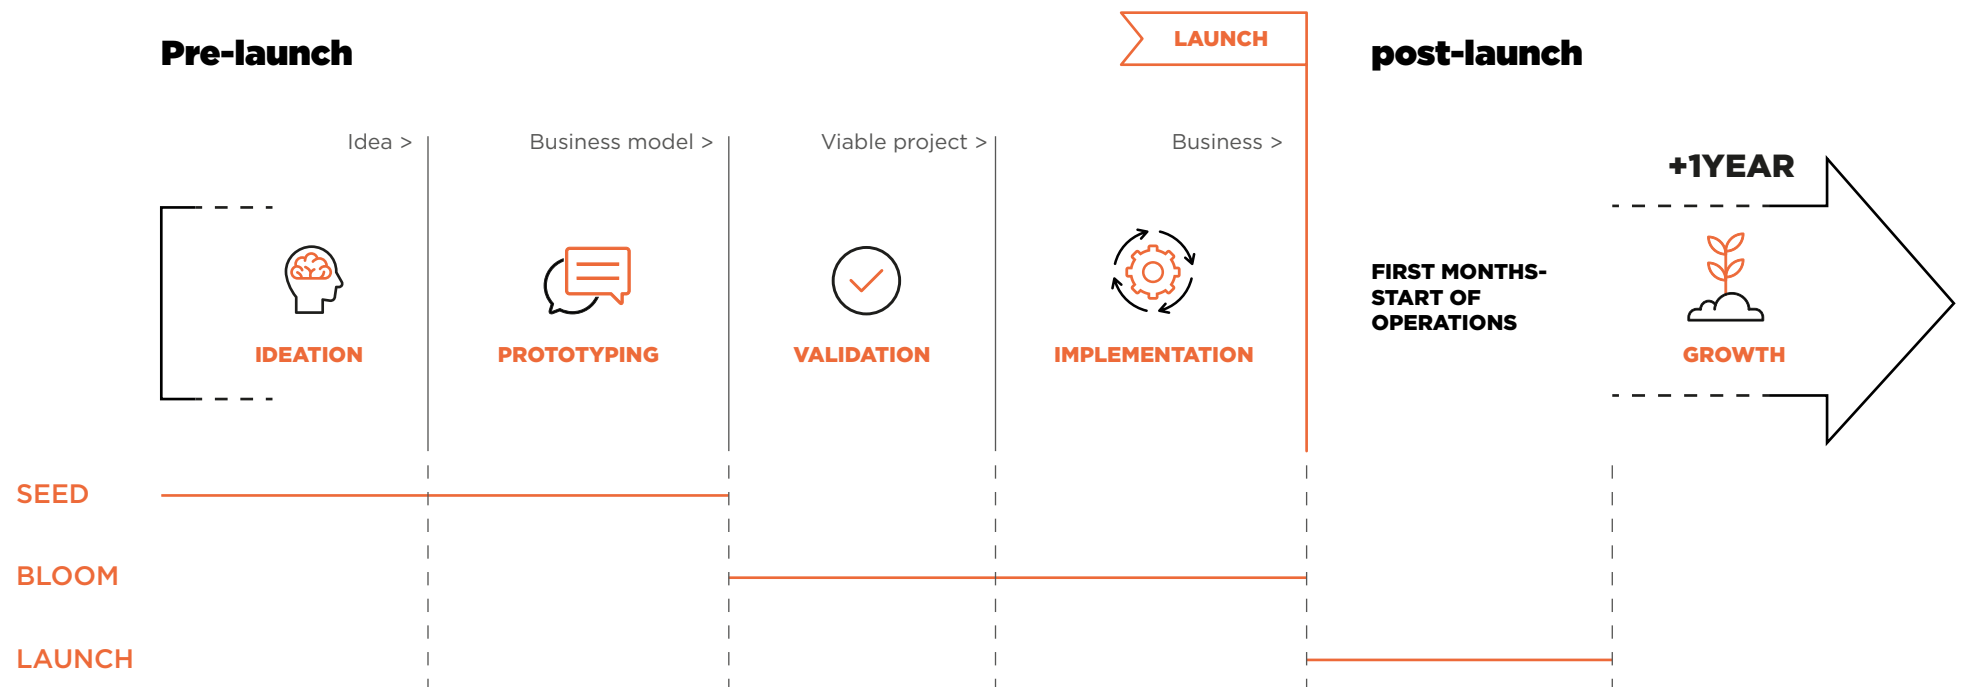 Pre-launch
LAUNCH
post-launch
Idea >
Business model >
Viable project >
Business >
+1YEAR
FIRST MONTHS-
START OF
OPERATIONS
IDEATION
PROTOTYPING
VALIDATION
IMPLEMENTATION
GROWTH
SEED
BLOOM
LAUNCH